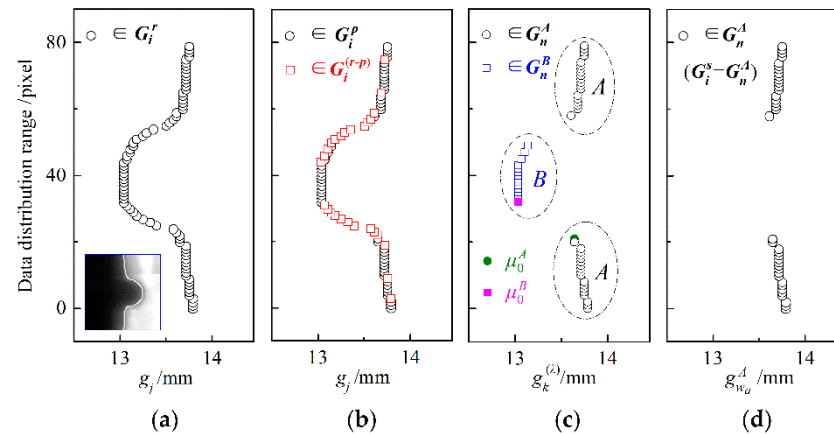 Data distribution range /pixel
80
40
0
○ ∈ G_i^r
13 14
g_j /mm
(a)
○ ∈ G_i^p
□ ∈ G_i^(r-p)
13 14
g_j /mm
(b)
○ ∈ G_n^A
□ ∈ G_n^B
A
B
A
● μ_0^A
■ μ_0^B
13 14
g_k^(λ) /mm
(c)
○ ∈ G_n^A
(G_i^s−G_n^A)
13 14
g_{w_a}^A /mm
(d)